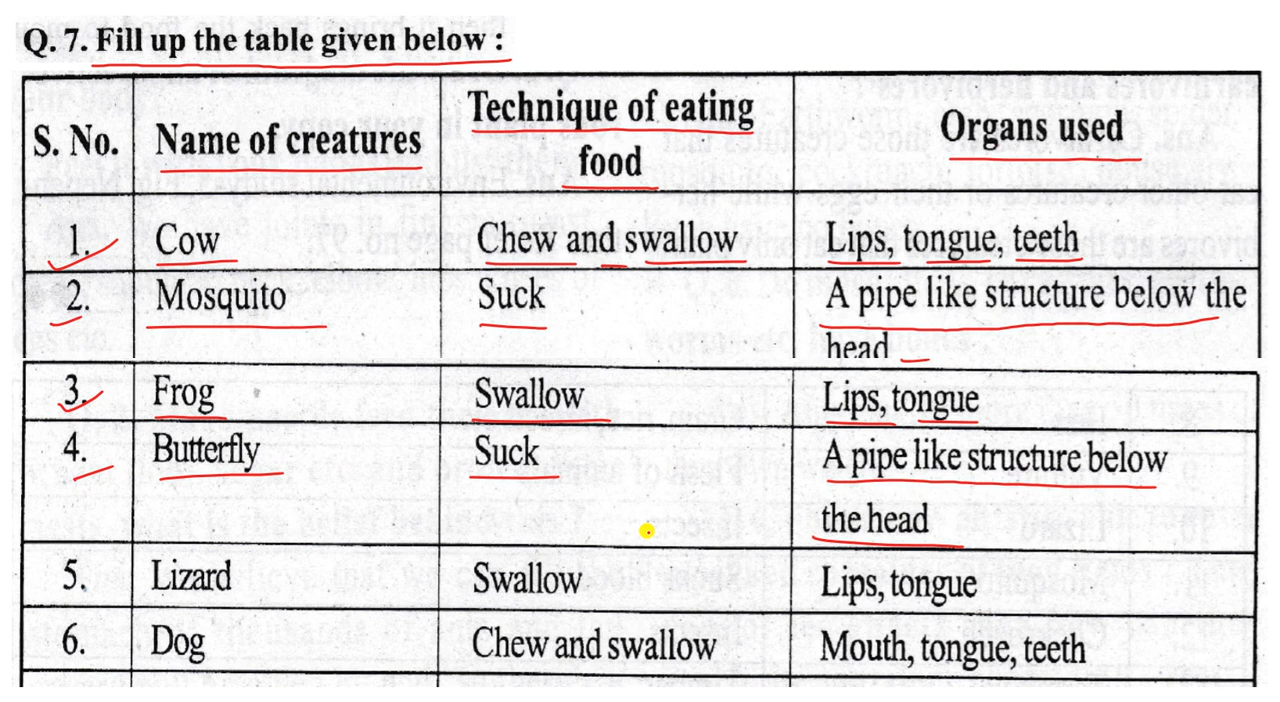 Q. 7. Fill up the table given below :
S. No. Name of creatures Technique of eating food Organs used
1. Cow Chew and swallow Lips, tongue, teeth
2. Mosquito Suck A pipe like structure below the
head
3. Frog Swallow Lips, tongue
4. Butterfly Suck A pipe like structure below
the head
5. Lizard Swallow Lips, tongue
6. Dog Chew and swallow Mouth, tongue, teeth